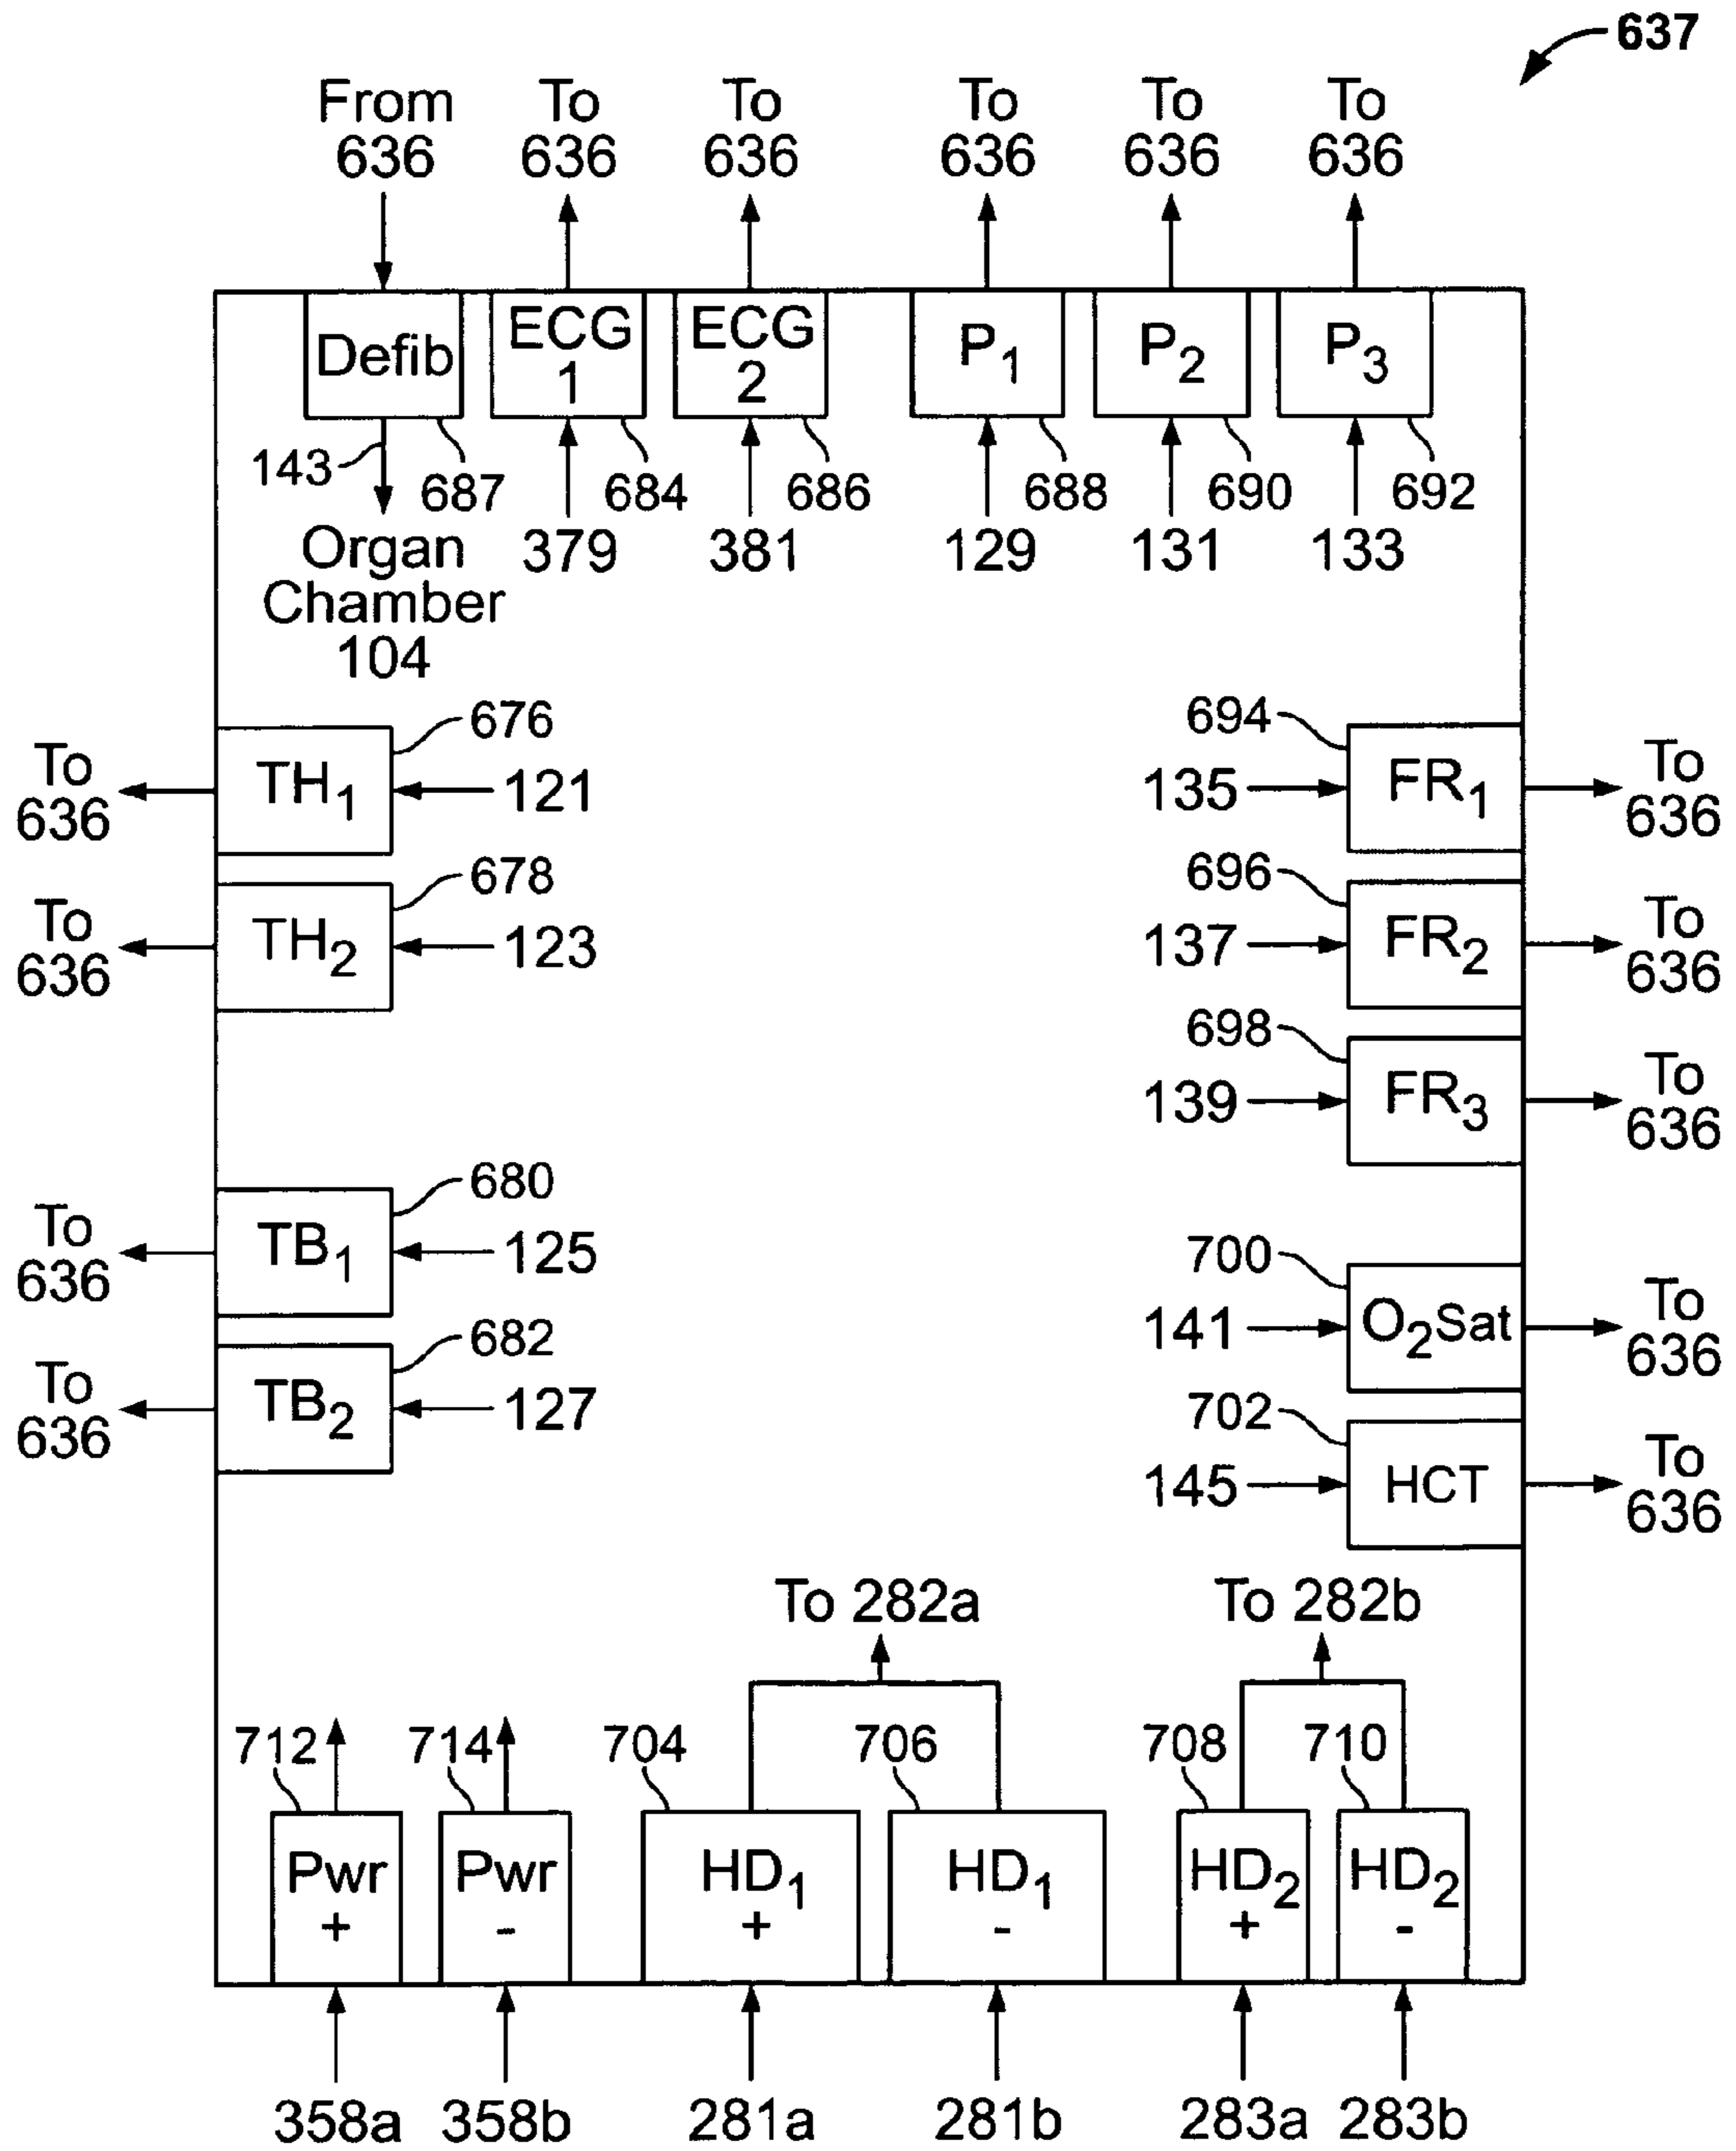 637
From
636
To
636
To
636
To
636
To
636
To
636
Defib
ECG
1
ECG
2
P1
P2
P3
143
687
684
686
688
690
692
Organ
Chamber
104
379
381
129
131
133
To
636
TH1
676
121
To
636
TH2
678
123
To
636
TB1
680
125
To
636
TB2
682
127
694
135
FR1
To
636
696
137
FR2
To
636
698
139
FR3
To
636
700
141
O2Sat
To
636
702
145
HCT
To
636
To 282a
To 282b
712
714
704
706
708
710
Pwr
+
Pwr
-
HD1
+
HD1
-
HD2
+
HD2
-
358a
358b
281a
281b
283a
283b